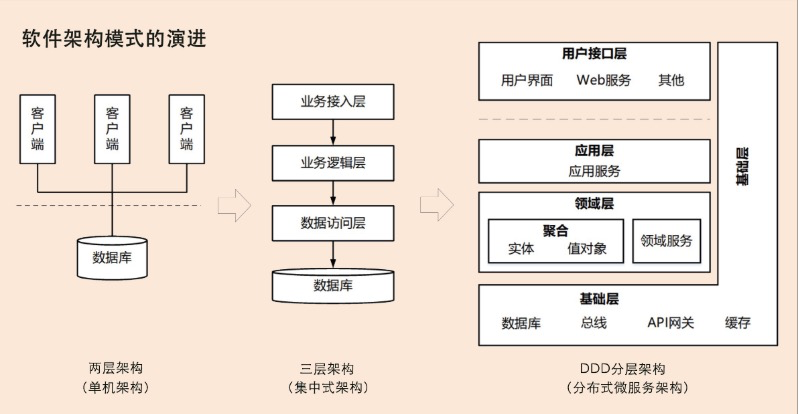 软件架构模式的演进
客户端
客户端
客户端
数据库
两层架构
（单机架构）
业务接入层
业务逻辑层
数据访问层
数据库
三层架构
（集中式架构）
用户接口层
用户界面 Web服务 其他
应用层
应用服务
领域层
聚合
实体 值对象
领域服务
基础层
基础层
数据库 总线 API网关 缓存
DDD分层架构
（分布式微服务架构）